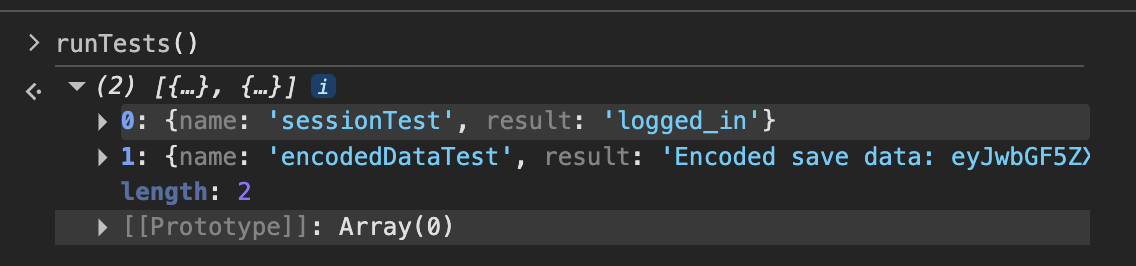 > runTests()
<· ▼ (2) [{…}, {…}] i
▶ 0: {name: 'sessionTest', result: 'logged_in'}
▶ 1: {name: 'encodedDataTest', result: 'Encoded save data: eyJwbGF5ZX
length: 2
▶ [[Prototype]]: Array(0)